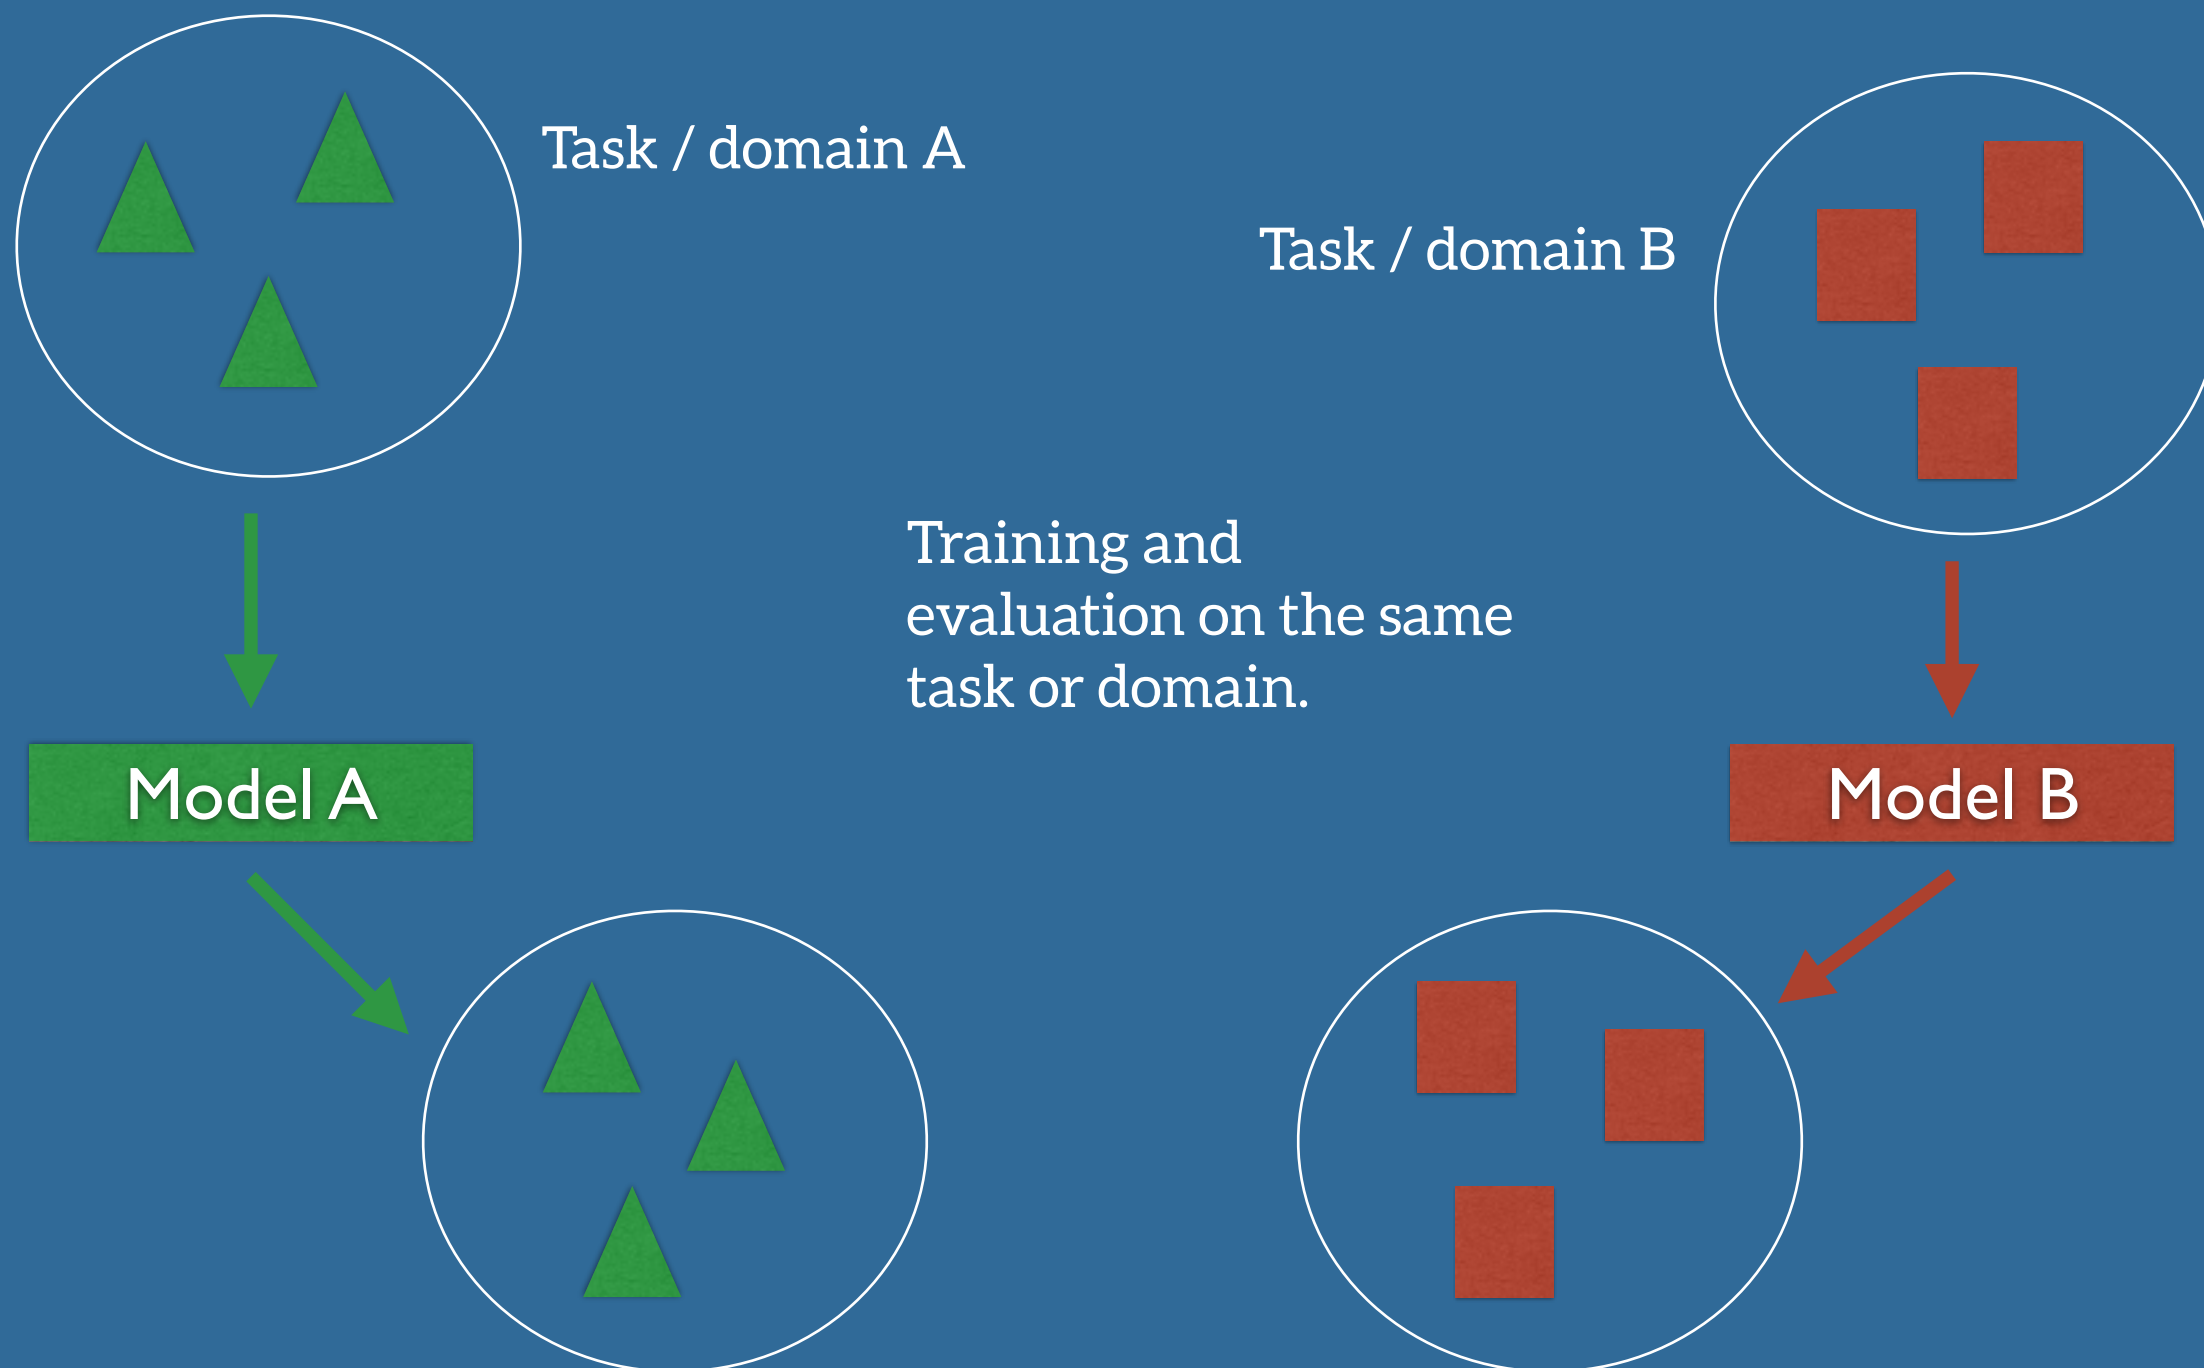 Task / domain A
Task / domain B
Training and
evaluation on the same
task or domain.
Model A
Model B